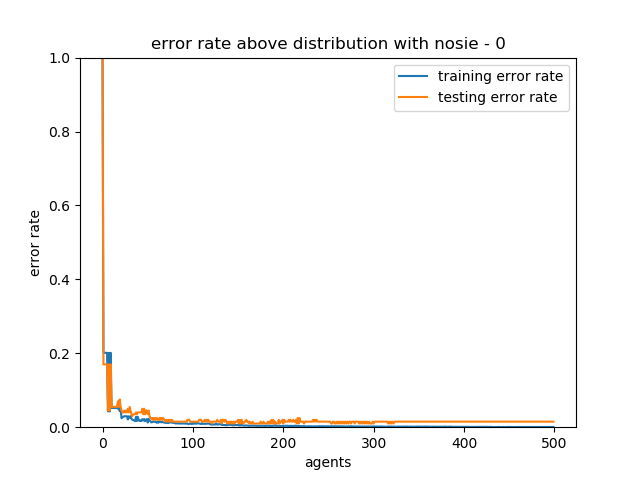 error rate above distribution with nosie - 0
training error rate
testing error rate
error rate
1.0
0.8
0.6
0.4
0.2
0.0
0
100
200
300
400
500
agents